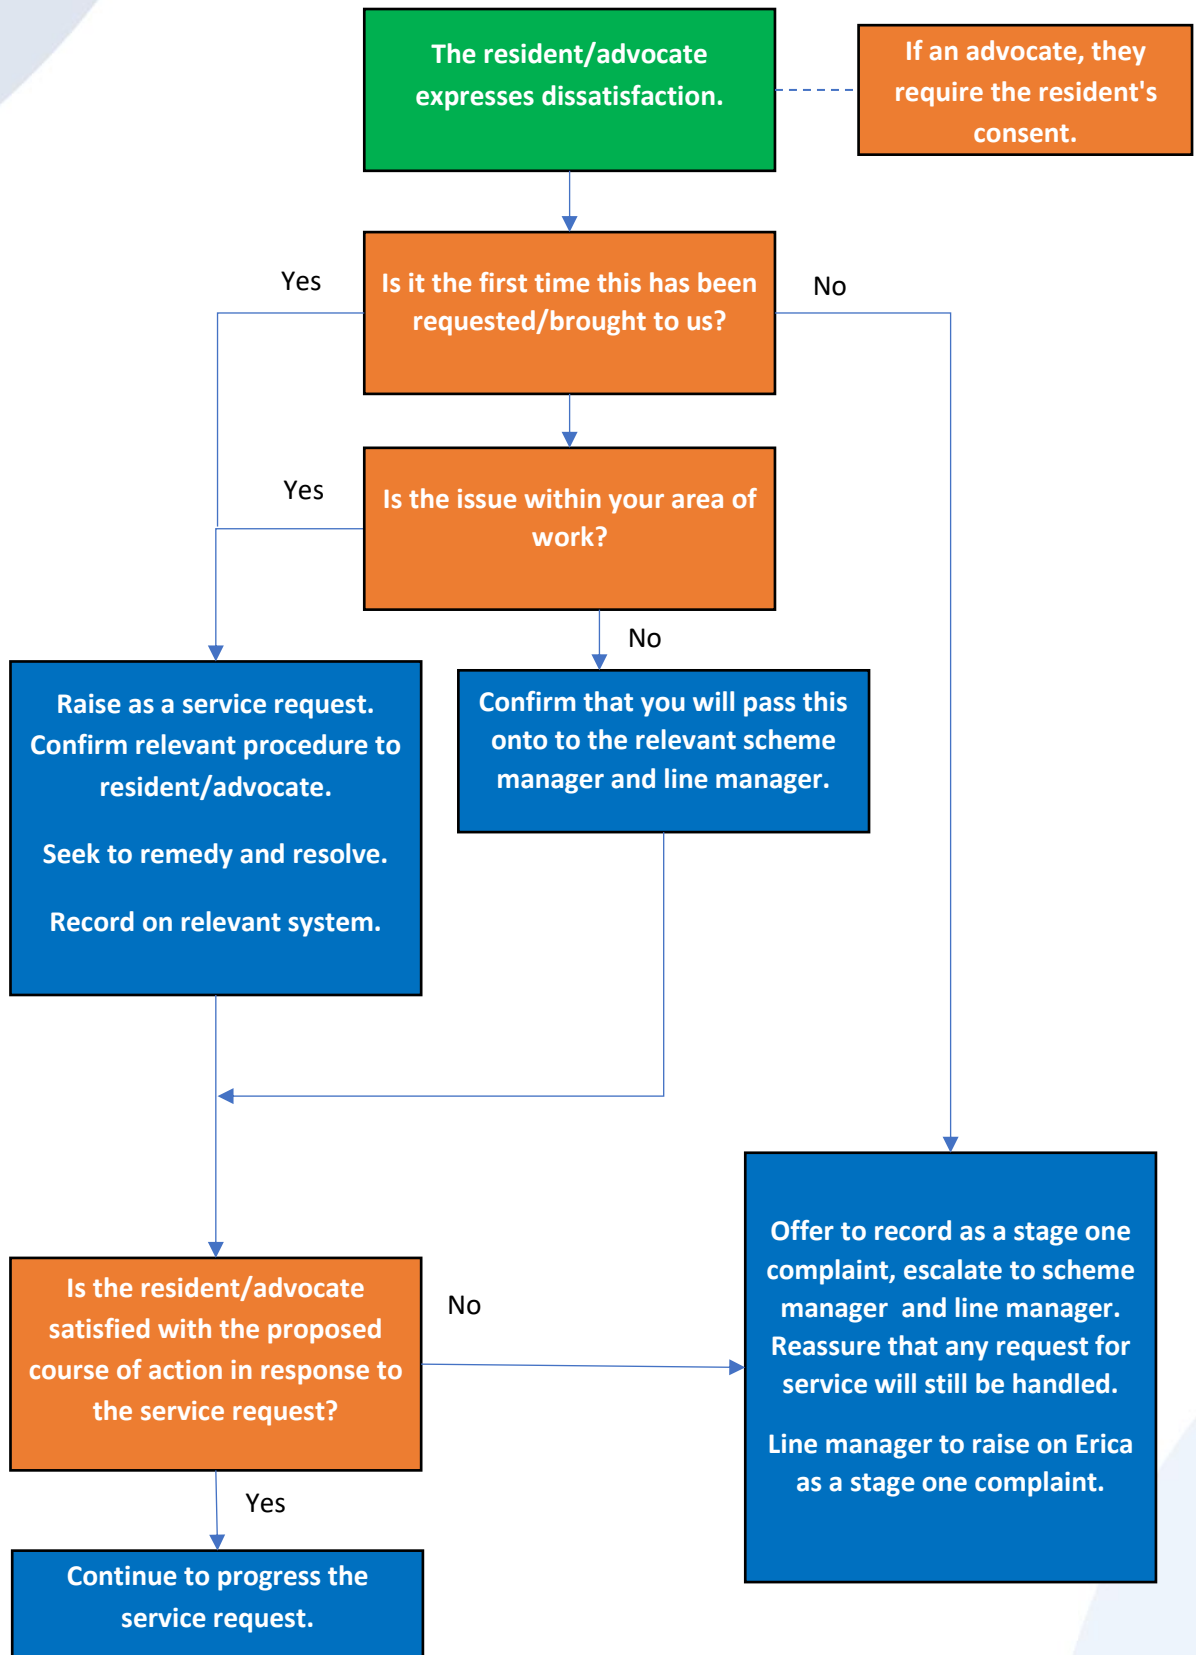 The resident/advocate
expresses dissatisfaction.
If an advocate, they
require the resident's
consent.
Yes
Is it the first time this has been
requested/brought to us?
No
Yes
Is the issue within your area of
work?
No
Raise as a service request.
Confirm relevant procedure to
resident/advocate.
Seek to remedy and resolve.
Record on relevant system.
Confirm that you will pass this
onto to the relevant scheme
manager and line manager.
Is the resident/advocate
satisfied with the proposed
course of action in response to
the service request?
No
Offer to record as a stage one
complaint, escalate to scheme
manager and line manager.
Reassure that any request for
service will still be handled.
Line manager to raise on Erica
as a stage one complaint.
Yes
Continue to progress the
service request.